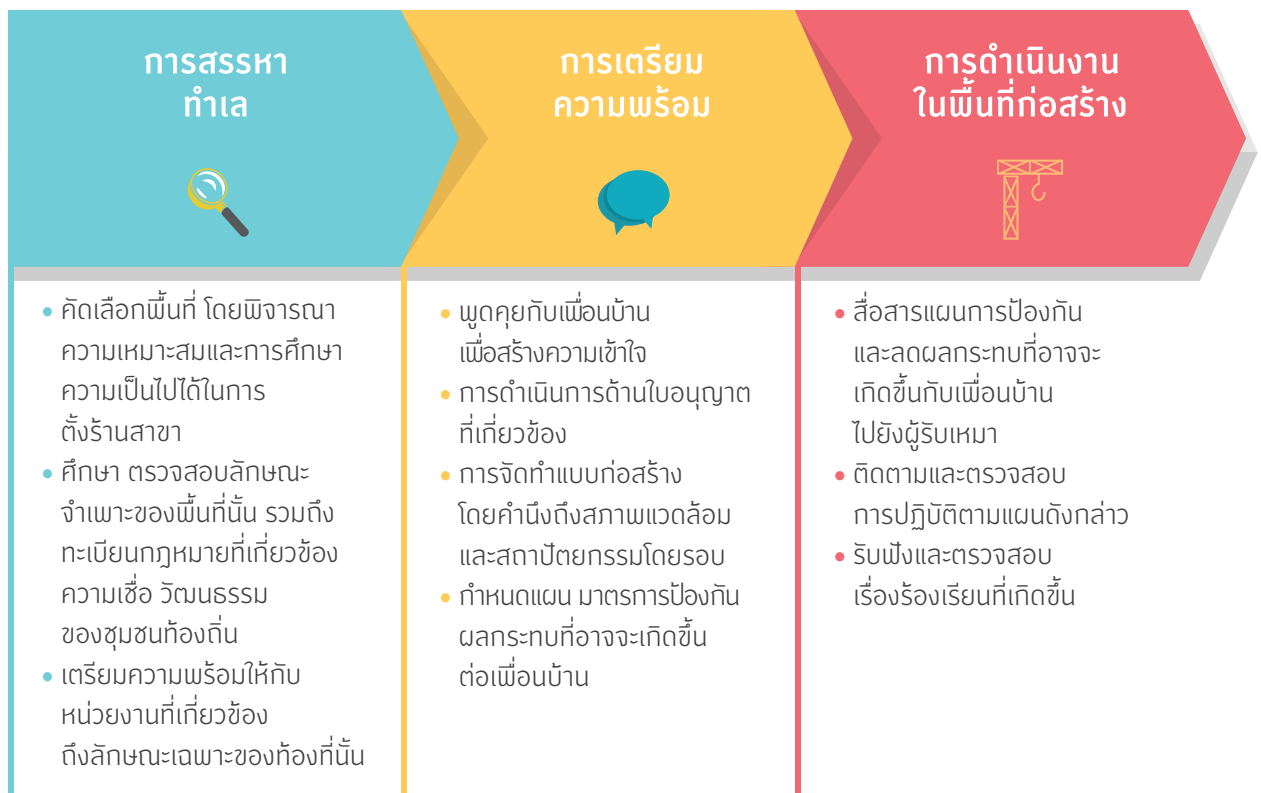 การสรรหา
ทำเล
การเตรียม
ความพร้อม
การดำเนินงาน
ในพื้นที่ก่อสร้าง
• คัดเลือกพื้นที่ โดยพิจารณา
ความเหมาะสมและการศึกษา
ความเป็นไปได้ในการ
ตั้งร้านสาขา
• ศึกษา ตรวจสอบลักษณะ
จำเพาะของพื้นที่นั้น รวมถึง
ทะเบียนกฎหมายที่เกี่ยวข้อง
ความเชื่อ วัฒนธรรม
ของชุมชนท้องถิ่น
• เตรียมความพร้อมให้กับ
หน่วยงานที่เกี่ยวข้อง
ถึงลักษณะเฉพาะของท้องที่นั้น
• พูดคุยกับเพื่อนบ้าน
เพื่อสร้างความเข้าใจ
• การดำเนินการด้านใบอนุญาต
ที่เกี่ยวข้อง
• การจัดทำแบบก่อสร้าง
โดยคำนึงถึงสภาพแวดล้อม
และสถาปัตยกรรมโดยรอบ
• กำหนดแผน มาตรการป้องกัน
ผลกระทบที่อาจจะเกิดขึ้น
ต่อเพื่อนบ้าน
• สื่อสารแผนการป้องกัน
และลดผลกระทบที่อาจจะ
เกิดขึ้นกับเพื่อนบ้าน
ไปยังผู้รับเหมา
• ติดตามและตรวจสอบ
การปฏิบัติตามแผนดังกล่าว
• รับฟังและตรวจสอบ
เรื่องร้องเรียนที่เกิดขึ้น